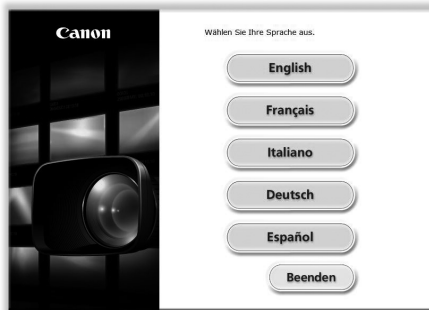 Canon
Wählen Sie Ihre Sprache aus.
English
Français
Italiano
Deutsch
Español
Beenden